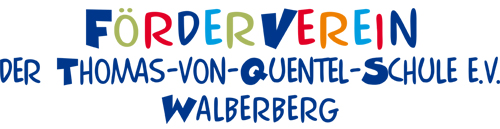 FÖRDERVEREIN
DER THOMAS-VON-QUENTEL-SCHULE E.V.
WALBERBERG